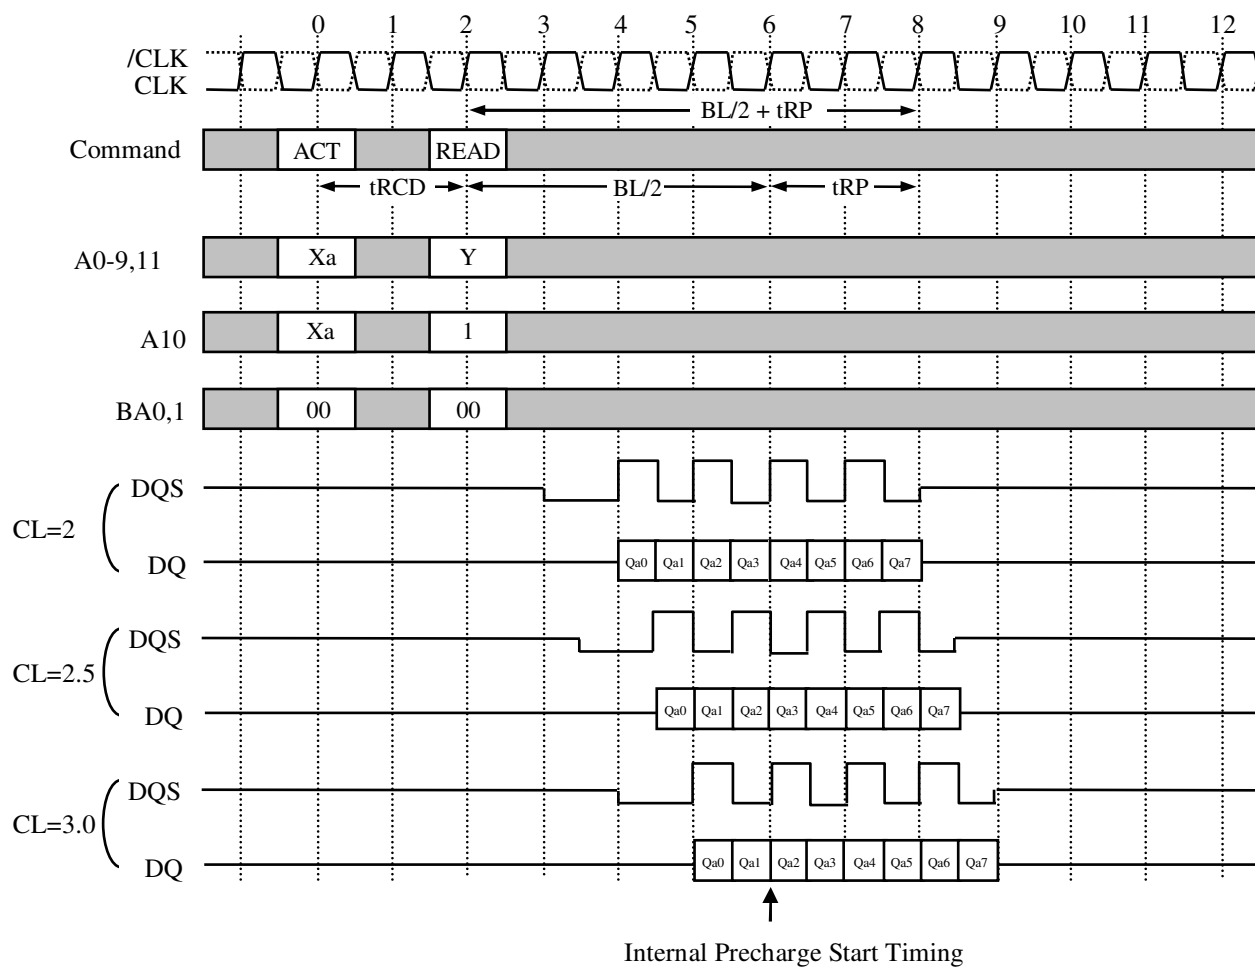 0 1 2 3 4 5 6 7 8 9 10 11 12
/CLK
CLK
BL/2 + tRP
Command ACT READ
tRCD BL/2 tRP
A0-9,11 Xa Y
A10 Xa 1
BA0,1 00 00
DQS
CL=2
DQ Qa0 Qa1 Qa2 Qa3 Qa4 Qa5 Qa6 Qa7
DQS
CL=2.5
DQ Qa0 Qa1 Qa2 Qa3 Qa4 Qa5 Qa6 Qa7
DQS
CL=3.0
DQ Qa0 Qa1 Qa2 Qa3 Qa4 Qa5 Qa6 Qa7
Internal Precharge Start Timing